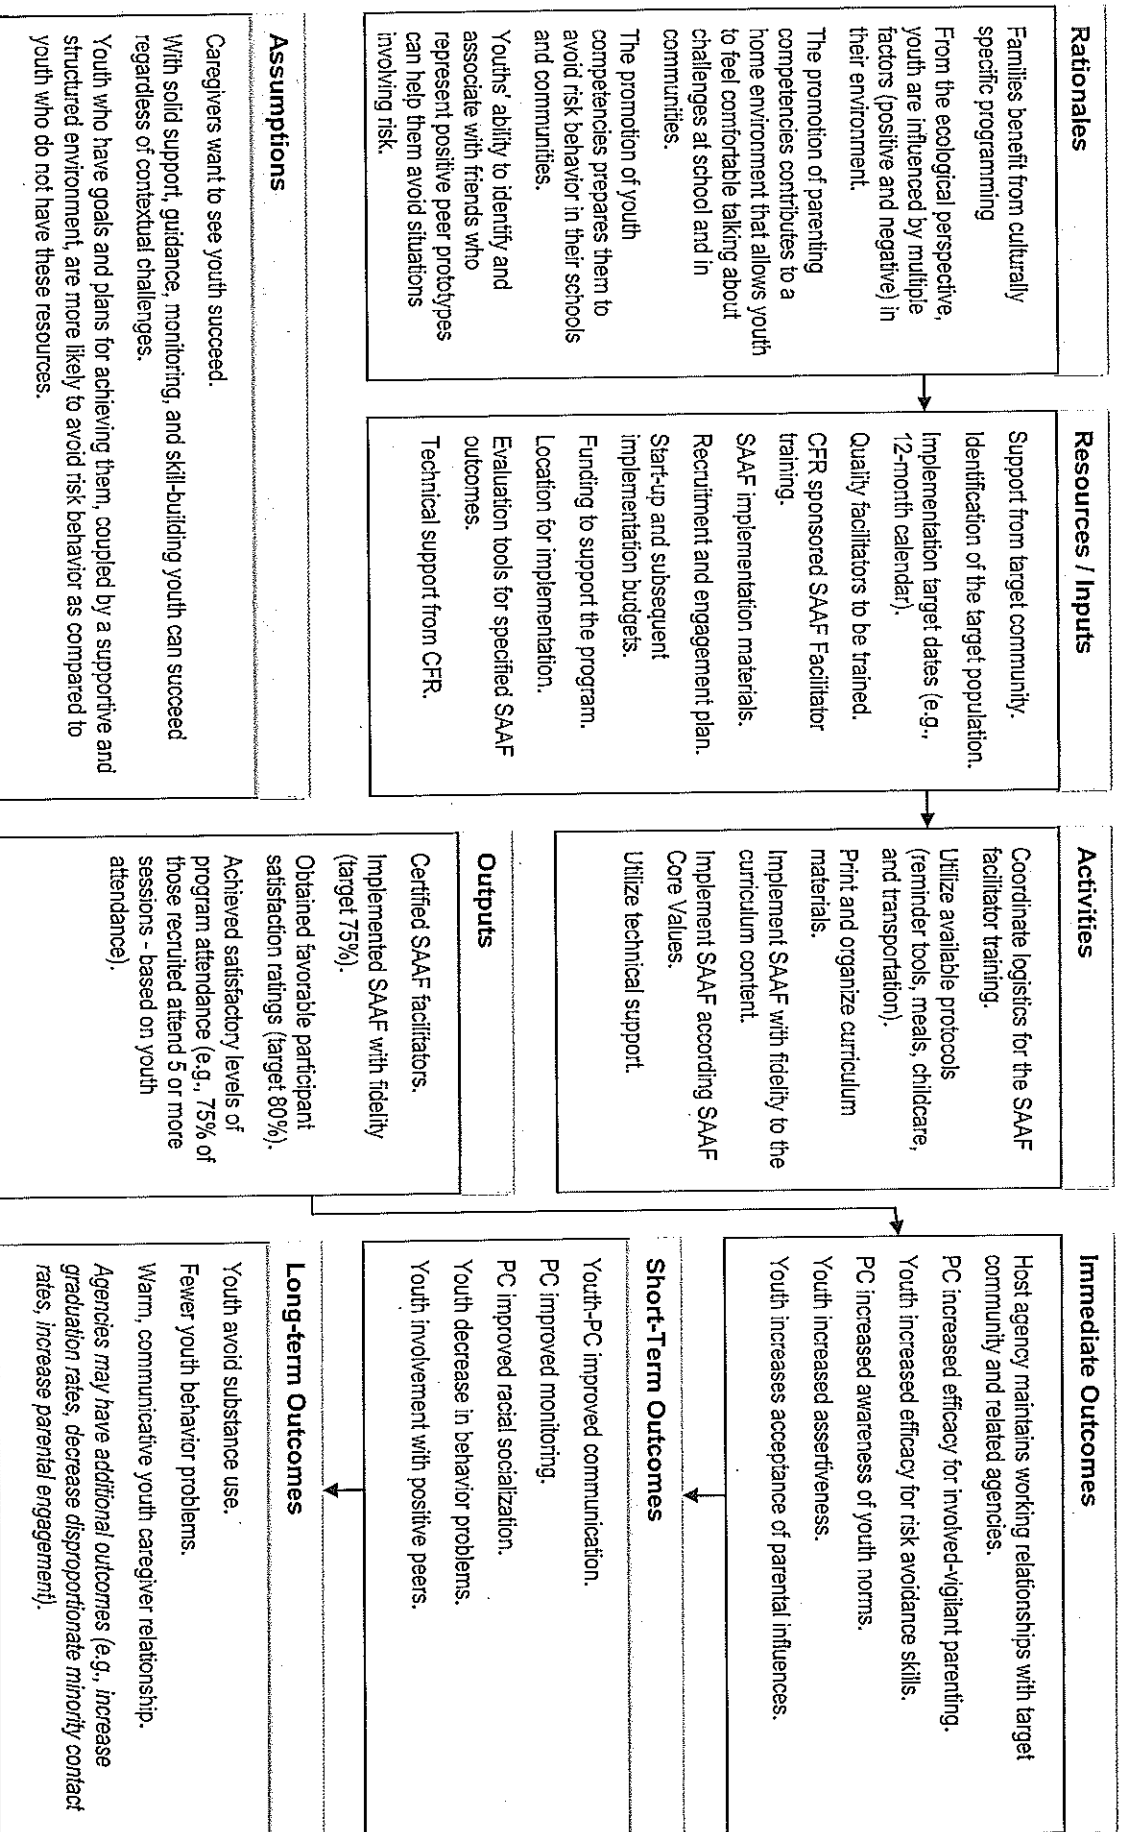 Rationales
Families benefit from culturally
specific programming
From the ecological perspective,
youth are influenced by multiple
factors (positive and negative) in
their environment.
The promotion of parenting
competencies contributes to a
home environment that allows youth
to feel comfortable talking about
challenges at school and in
communities.
The promotion of youth
competencies prepares them to
avoid risk behavior in their schools
and communities.
Youths' ability to identify and
associate with friends who
represent positive peer prototypes
can help them avoid situations
involving risk.
Resources / Inputs
Support from target community.
Identification of the target population.
Implementation target dates (e.g.,
12-month calendar).
Quality facilitators to be trained.
CFR sponsored SAAF Facilitator
training.
SAAF implementation materials.
Recruitment and engagement plan.
Start-up and subsequent
implementation budgets.
Funding to support the program.
Location for implementation.
Evaluation tools for specified SAAF
outcomes.
Technical support from CFR.
Assumptions
Caregivers want to see youth succeed.
With solid support, guidance, monitoring, and skill-building youth can succeed
regardless of contextual challenges.
Youth who have goals and plans for achieving them, coupled by a supportive and
structured environment, are more likely to avoid risk behavior as compared to
youth who do not have these resources.
Activities
Coordinate logistics for the SAAF
facilitator training.
Utilize available protocols
(reminder tools, meals, childcare,
and transportation).
Print and organize curriculum
materials.
Implement SAAF with fidelity to the
curriculum content.
Implement SAAF according SAAF
Core Values.
Utilize technical support.
Outputs
Certified SAAF facilitators.
Implemented SAAF with fidelity
(target 75%).
Obtained favorable participant
satisfaction ratings (target 80%).
Achieved satisfactory levels of
program attendance (e.g., 75% of
those recruited attend 5 or more
sessions - based on youth
attendance).
Immediate Outcomes
Host agency maintains working relationships with target
community and related agencies.
PC increased efficacy for involved-vigilant parenting.
Youth increased efficacy for risk avoidance skills.
PC increased awareness of youth norms.
Youth increased assertiveness.
Youth increases acceptance of parental influences.
Short-Term Outcomes
Youth-PC improved communication.
PC improved monitoring.
PC improved racial socialization.
Youth decrease in behavior problems.
Youth involvement with positive peers.
Long-term Outcomes
Youth avoid substance use.
Fewer youth behavior problems.
Warm, communicative youth caregiver relationship.
Agencies may have additional outcomes (e.g., increase
graduation rates, decrease disproportionate minority contact
rates, increase parental engagement).